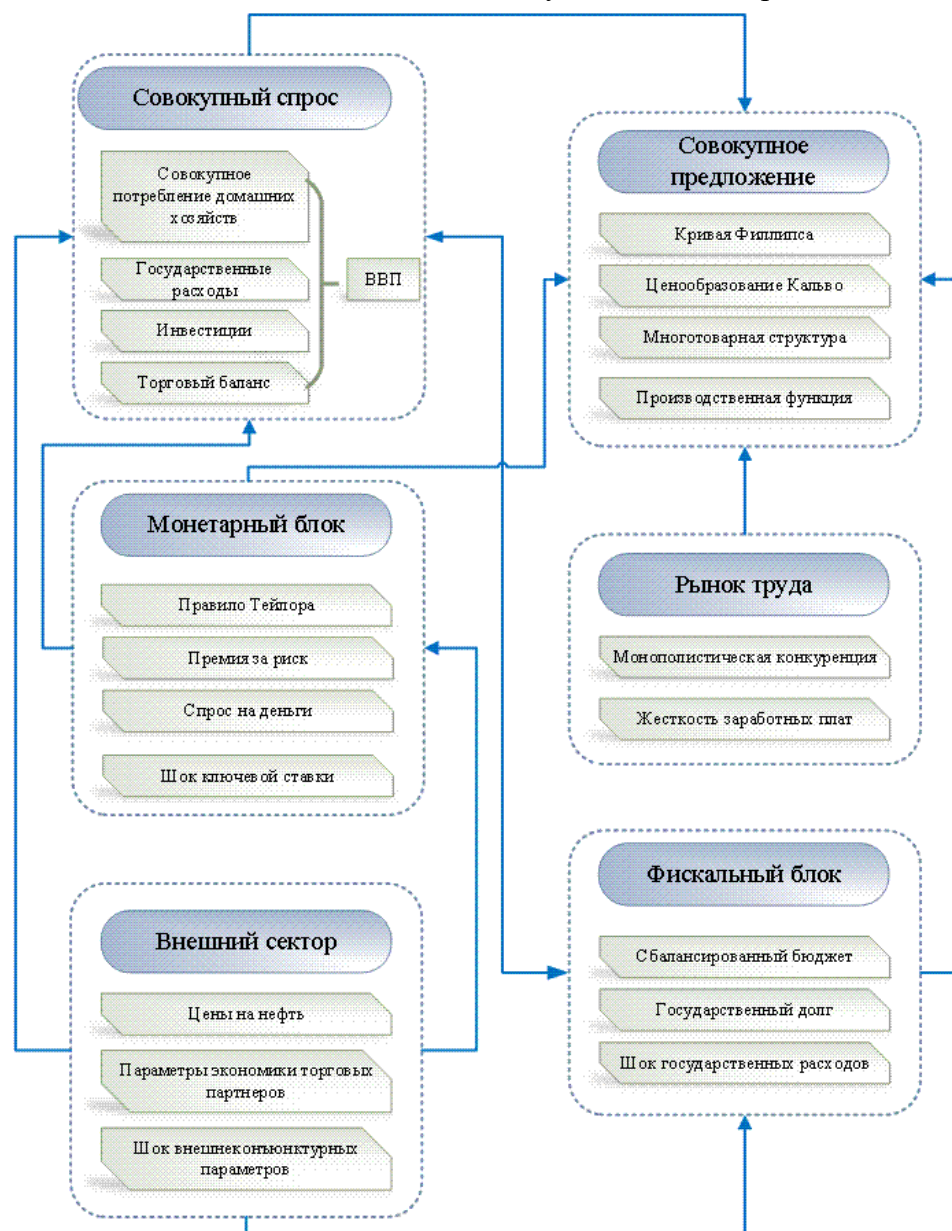 Совокупный спрос
Совокупное
потребление домашних
хозяйств
Государственные
расходы
Инвестиции
Торговый баланс
ВВП
Совокупное
предложение
Кривая Филлипса
Ценообразование Кальво
Многотоварная структура
Производственная функция
Монетарный блок
Правило Тейлора
Премия за риск
Спрос на деньги
Шок ключевой ставки
Рынок труда
Монополистическая конкуренция
Жесткость заработных плат
Внешний сектор
Цены на нефть
Параметры экономики торговых
партнеров
Шок внешнеконъюнктурных
параметров
Фискальный блок
Сбалансированный бюджет
Государственный долг
Шок государственных расходов